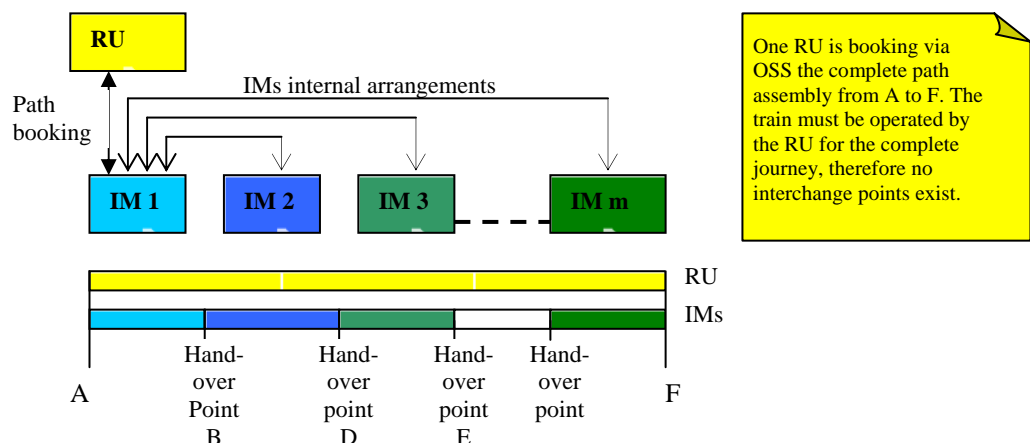 RU
One RU is booking via
OSS the complete path
assembly from A to F. The
train must be operated by
the RU for the complete
journey, therefore no
interchange points exist.
IMs internal arrangements
Path
booking
IM 1
IM 2
IM 3
IM m
RU
IMs
A
Hand-
over
Point
B
Hand-
over
point
D
Hand-
over
point
E
Hand-
over
point
F